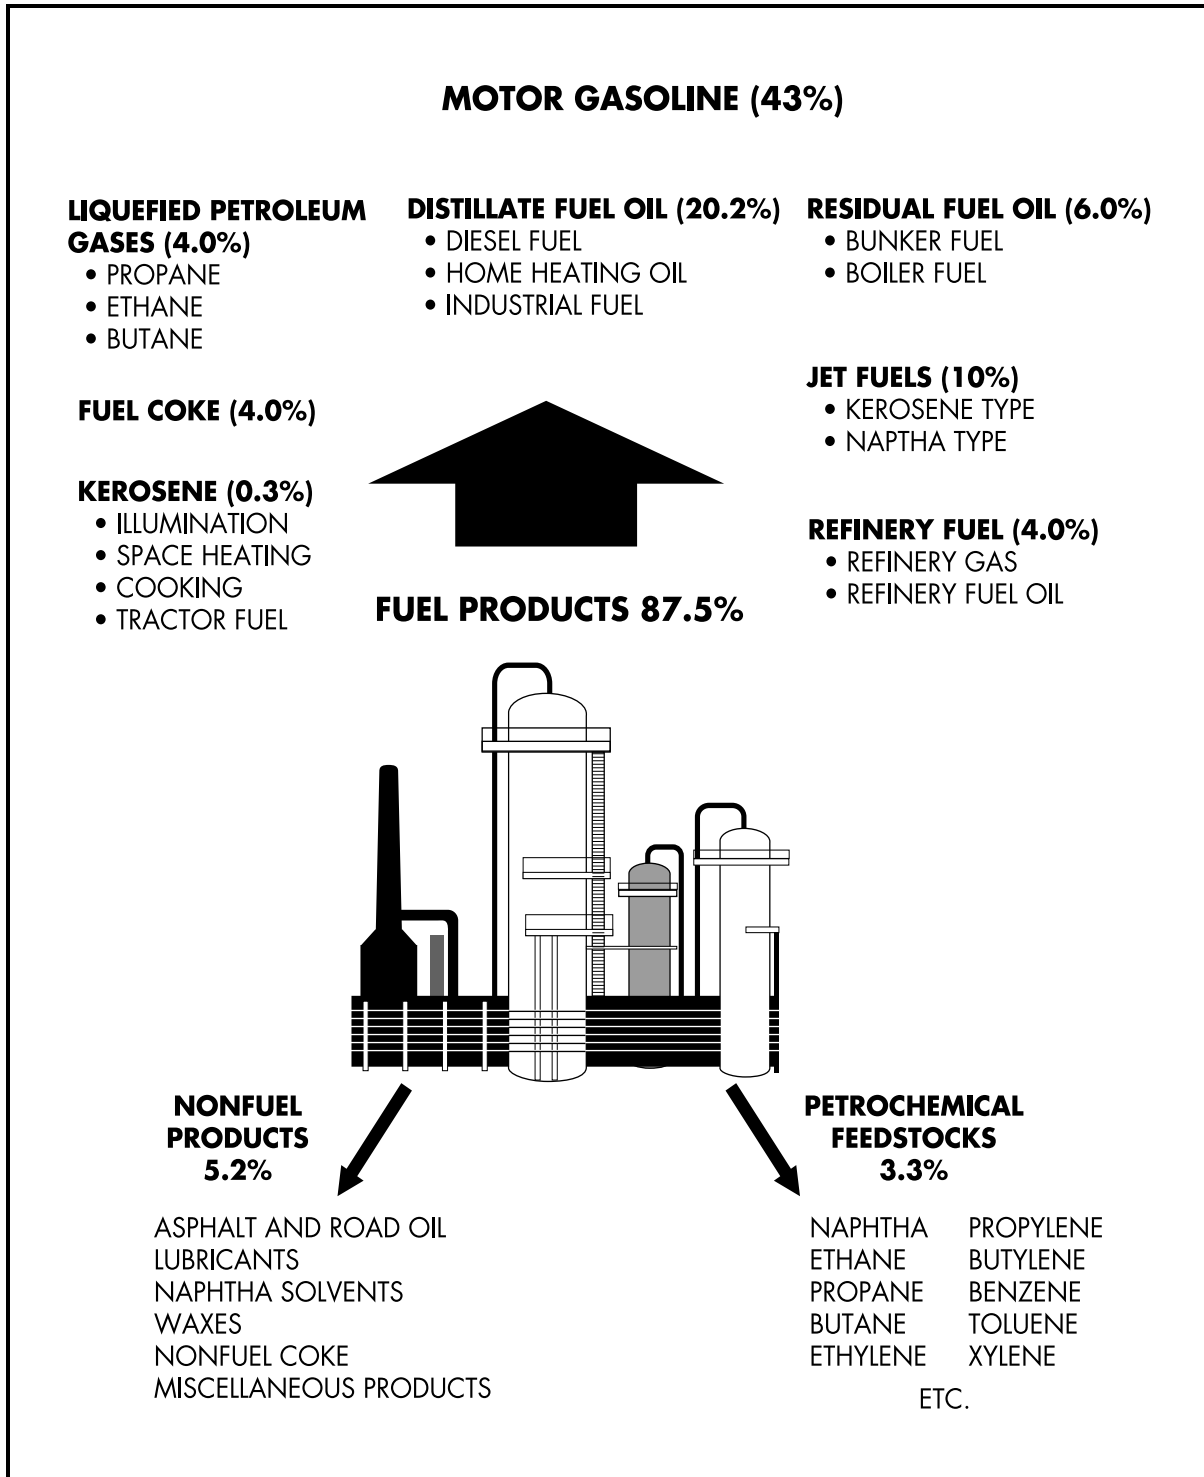 MOTOR GASOLINE (43%)
LIQUEFIED PETROLEUM
GASES (4.0%)
• PROPANE
• ETHANE
• BUTANE
DISTILLATE FUEL OIL (20.2%)
• DIESEL FUEL
• HOME HEATING OIL
• INDUSTRIAL FUEL
RESIDUAL FUEL OIL (6.0%)
• BUNKER FUEL
• BOILER FUEL
FUEL COKE (4.0%)
JET FUELS (10%)
• KEROSENE TYPE
• NAPTHA TYPE
KEROSENE (0.3%)
• ILLUMINATION
• SPACE HEATING
• COOKING
• TRACTOR FUEL
REFINERY FUEL (4.0%)
• REFINERY GAS
• REFINERY FUEL OIL
FUEL PRODUCTS 87.5%
NONFUEL
PRODUCTS
5.2%
ASPHALT AND ROAD OIL
LUBRICANTS
NAPHTHA SOLVENTS
WAXES
NONFUEL COKE
MISCELLANEOUS PRODUCTS
PETROCHEMICAL
FEEDSTOCKS
3.3%
NAPHTHA PROPYLENE
ETHANE BUTYLENE
PROPANE BENZENE
BUTANE TOLUENE
ETHYLENE XYLENE
ETC.